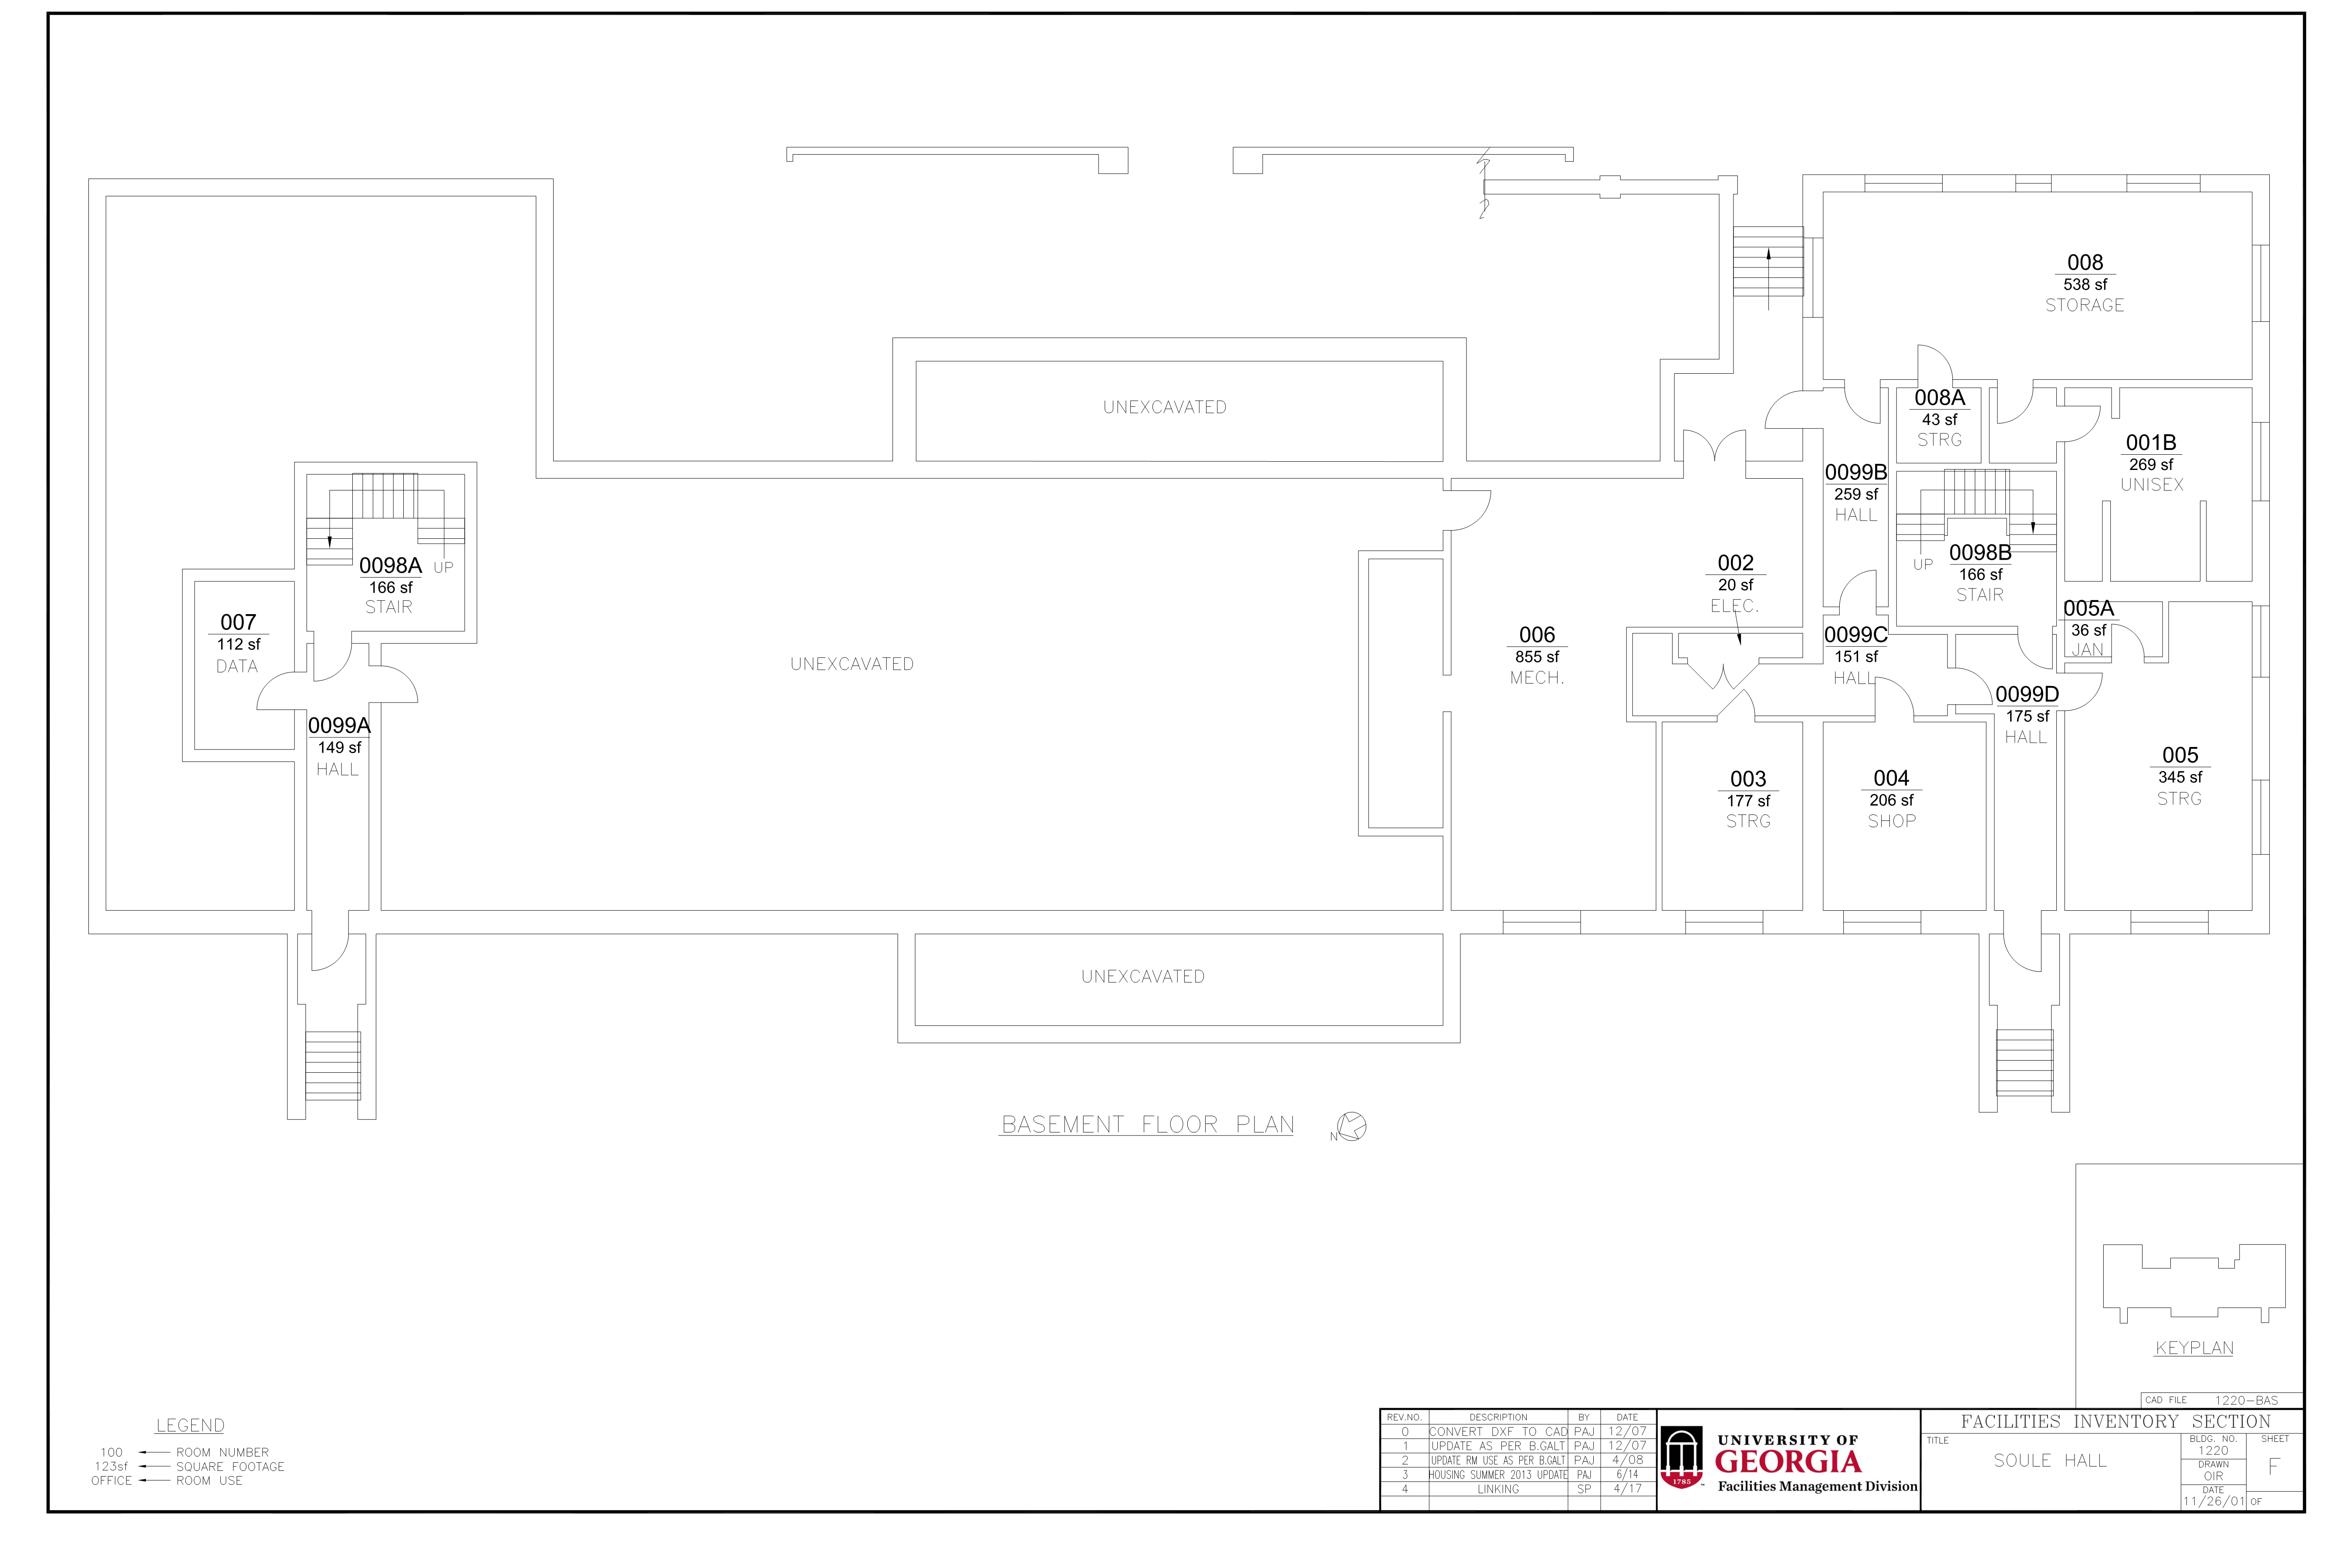 008
538 sf
STORAGE
UNEXCAVATED
008A
43 sf
STRG
001B
269 sf
UNISEX
0099B
259 sf
HALL
0098A
166 sf
STAIR
UP
002
20 sf
ELEC.
UP
0098B
166 sf
STAIR
007
112 sf
DATA
UNEXCAVATED
006
855 sf
MECH.
0099C
151 sf
HALL
005A
36 sf
JAN
0099A
149 sf
HALL
0099D
175 sf
HALL
003
177 sf
STRG
004
206 sf
SHOP
005
345 sf
STRG
UNEXCAVATED
BASEMENT FLOOR PLAN
N
KEYPLAN
CAD FILE 1220-BAS
LEGEND
100 ROOM NUMBER
123sf SQUARE FOOTAGE
OFFICE ROOM USE
REV.NO. DESCRIPTION BY DATE
0 CONVERT DXF TO CAD PAJ 12/07
1 UPDATE AS PER B.GALT PAJ 12/07
2 UPDATE RM USE AS PER B.GALT PAJ 4/08
3 HOUSING SUMMER 2013 UPDATE PAJ 6/14
4 LINKING SP 4/17
1785
UNIVERSITY OF
GEORGIA
Facilities Management Division
FACILITIES INVENTORY SECTION
TITLE
SOULE HALL
BLDG. NO.
1220
DRAWN
OIR
DATE
11/26/01
SHEET
F
OF